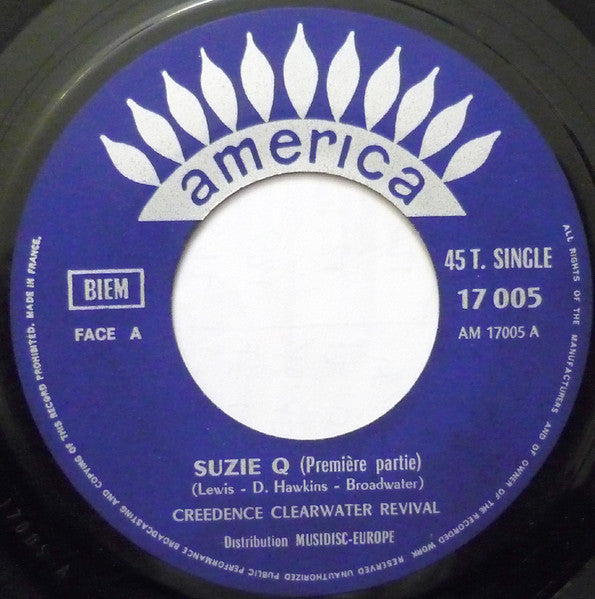 america
45 T. SINGLE
17 005
AM 17005 A
BIEM
FACE A
SUZIE Q (Première partie)
(Lewis - D. Hawkins - Broadwater)
CREEDENCE CLEARWATER REVIVAL
Distribution MUSIDISC-EUROPE
ALL RIGHTS OF THE MANUFACTURERS AND OF OWNER OF THE RECORDED WORK RESERVED UNAUTHORIZED PUBLIC PERFORMANCE BROADCASTING AND COPYING OF THIS RECORD PROHIBITED. MADE IN FRANCE.